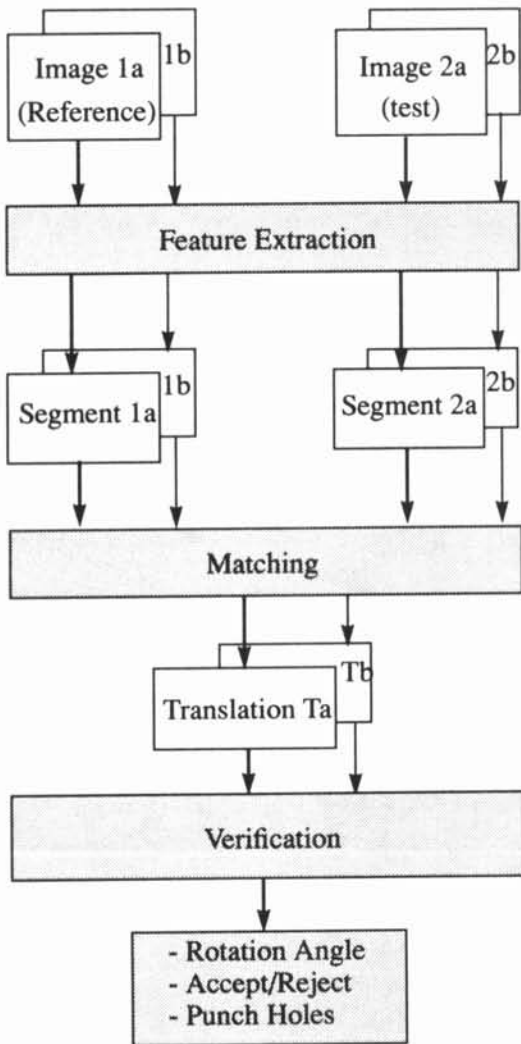 Image 1a
1b
(Reference)
Image 2a
2b
(test)
Feature Extraction
Segment 1a
1b
Segment 2a
2b
Matching
Translation Ta
Tb
Verification
- Rotation Angle
- Accept/Reject
- Punch Holes